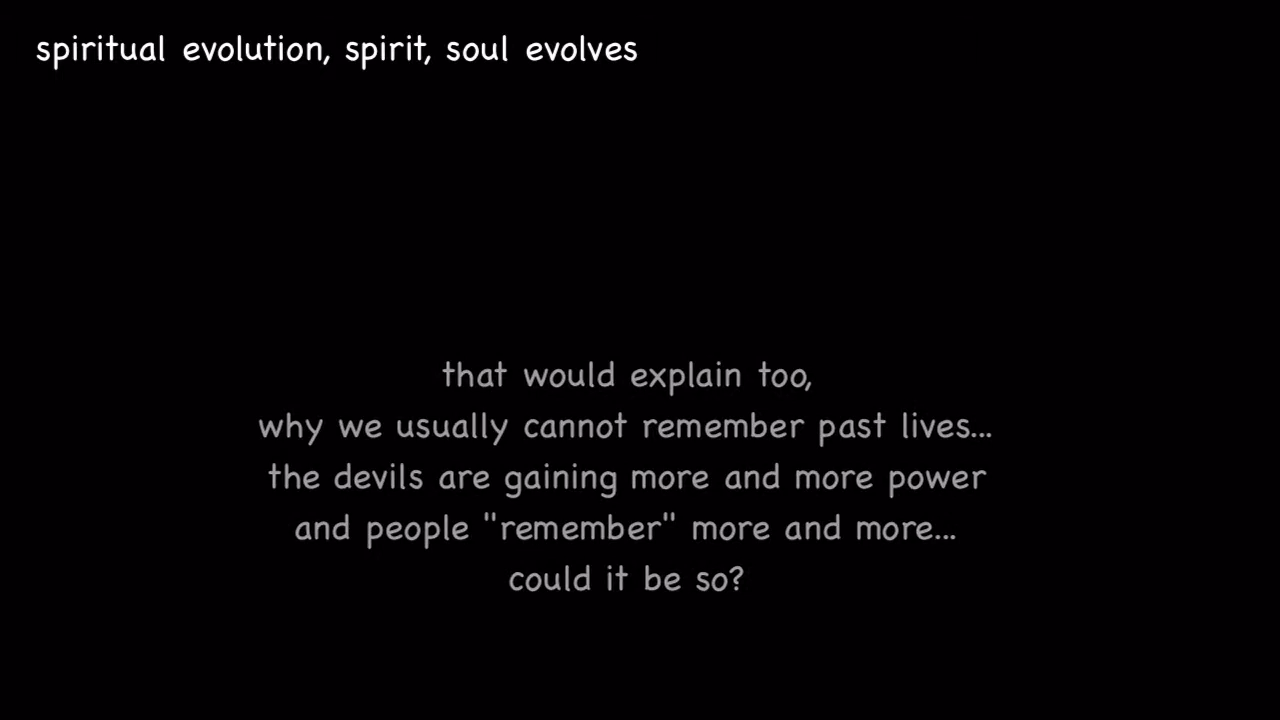 spiritual evolution, spirit, soul evolves
that would explain too,
why we usually cannot remember past lives...
the devils are gaining more and more power
and people "remember" more and more...
could it be so?